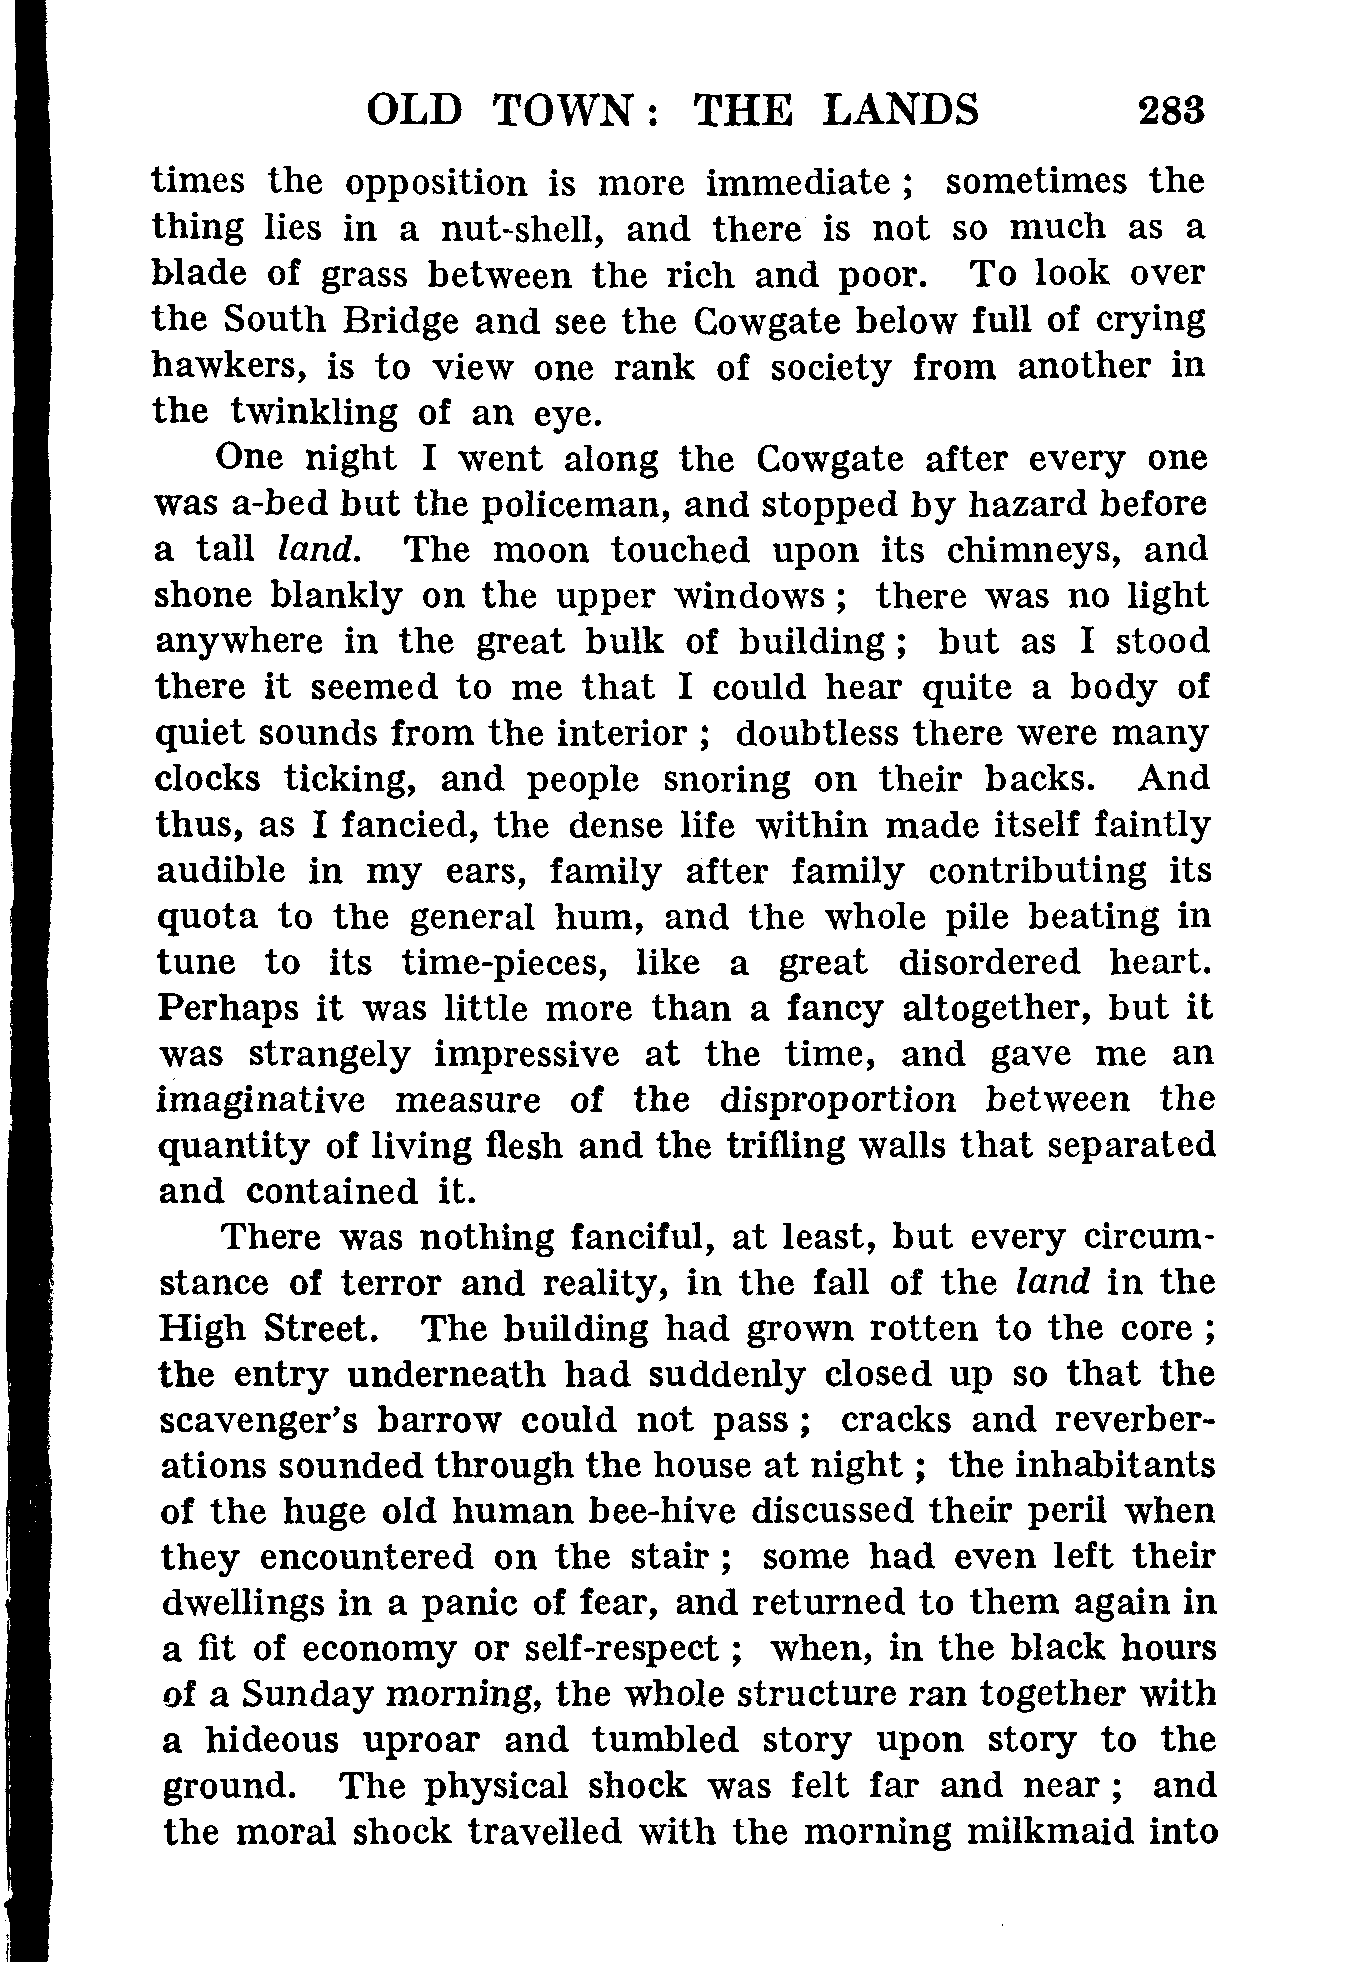 OLD TOWN: THE LANDS 283
times the opposition is more immediate ; sometimes the
thing lies in a nut-shell, and there is not so much as a
blade of grass between the rich and poor. To look over
the South Bridge and see the Cowgate below full of crying
hawkers, is to view one rank of society from another in
the twinkling of an eye.
One night I went along the Cowgate after every one
was a-bed but the policeman, and stopped by hazard before
a tall land. The moon touched upon its chimneys, and
shone blankly on the upper windows ; there was no light
anywhere in the great bulk of building ; but as I stood
there it seemed to me that I could hear quite a body of
quiet sounds from the interior ; doubtless there were many
clocks ticking, and people snoring on their backs. And
thus, as I fancied, the dense life within made itself faintly
audible in my ears, family after family contributing its
quota to the general hum, and the whole pile beating in
tune to its time-pieces, like a great disordered heart.
Perhaps it was little more than a fancy altogether, but it
was strangely impressive at the time, and gave me an
imaginative measure of the disproportion between the
quantity of living flesh and the trifling walls that separated
and contained it.
There was nothing fanciful, at least, but every circum-
stance of terror and reality, in the fall of the land in the
High Street. The building had grown rotten to the core ;
the entry underneath had suddenly closed up so that the
scavenger's barrow could not pass ; cracks and reverber-
ations sounded through the house at night ; the inhabitants
of the huge old human bee-hive discussed their peril when
they encountered on the stair ; some had even left their
dwellings in a panic of fear, and returned to them again in
a fit of economy or self-respect ; when, in the black hours
of a Sunday morning, the whole structure ran together with
a hideous uproar and tumbled story upon story to the
ground. The physical shock was felt far and near ; and
the moral shock travelled with the morning milkmaid into